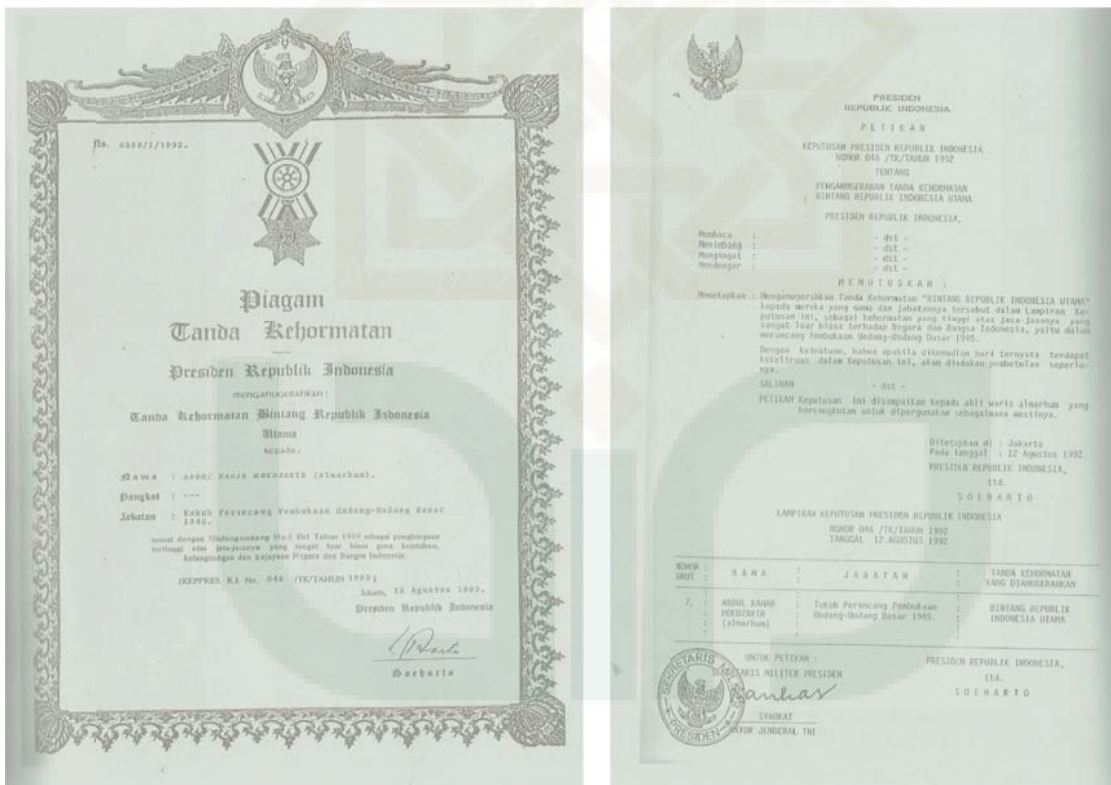 No.
Piagam
Tanda Kehormatan
Presiden Republik Indonesia
menganugerahkan :
Tanda Kehormatan Bintang Republik Indonesia
Utama
kepada :
Nama : ABDUL KAHAR MOEDZAKIR (almarhum).
Pangkat : ---
Jabatan : Tokoh Perancang Pembukaan Undang-Undang Dasar
1945.
sesuai dengan Undang-undang No.5 Drt Tahun 1959 sebagai penghargaan
tertinggi atas jasa-jasanya yang sangat luar biasa guna keutuhan,
kelangsungan dan kejayaan Negara dan Bangsa Indonesia
(KEPPRES R.I No. 046 /TK/TAHUN 1992)
Jakarta, 12 Agustus 1992.
Presiden Republik Indonesia
Soeharto
PRESIDEN
REPUBLIK INDONESIA
PETIKAN
KEPUTUSAN PRESIDEN REPUBLIK INDONESIA
NOMOR 046 /TK/TAHUN 1992
TENTANG
PENGANUGERAHAN TANDA KEHORMATAN
BINTANG REPUBLIK INDONESIA UTAMA
PRESIDEN REPUBLIK INDONESIA,
Membaca : - dst -
Menimbang : - dst -
Mengingat : - dst -
Mendengar : - dst -
MEMUTUSKAN :
Menetapkan : Menganugerahkan Tanda Kehormatan "BINTANG REPUBLIK INDONESIA UTAMA"
kepada mereka yang nama dan jabatannya tersebut dalam Lampiran Ke-
putusan ini, sebagai kehormatan yang tinggi atas jasa-jasanya yang
sangat luar biasa terhadap Negara dan Bangsa Indonesia, yaitu dalam
merancang Pembukaan Undang-Undang Dasar 1945.
Dengan ketentuan, bahwa apabila dikemudian hari ternyata terdapat
kekeliruan dalam Keputusan ini, akan diadakan pembetulan seperlu-
nya.
SALINAN - dst -
PETIKAN Keputusan ini disampaikan kepada ahli waris almarhum yang
bersangkutan untuk dipergunakan sebagaimana mestinya.
Ditetapkan di : Jakarta
Pada tanggal : 12 Agustus 1992
PRESIDEN REPUBLIK INDONESIA,
ttd.
SOEHARTO
LAMPIRAN KEPUTUSAN PRESIDEN REPUBLIK INDONESIA
NOMOR 046 /TK/TAHUN 1992
TANGGAL 12 AGUSTUS 1992
NOMOR : NAMA : JABATAN : TANDA KEHORMATAN
URUT : YANG DIANUGERAHKAN
7. : ABDUL KAHAR : Tokoh Perancang Pembukaan : BINTANG REPUBLIK
MOEDZAKIR : Undang-Undang Dasar 1945. : INDONESIA UTAMA
(almarhum)
UNTUK PETIKAN :
SEKRETARIS MILITER PRESIDEN
SYAUKAT
MAYOR JENDERAL TNI
PRESIDEN REPUBLIK INDONESIA,
ttd.
SOEHARTO